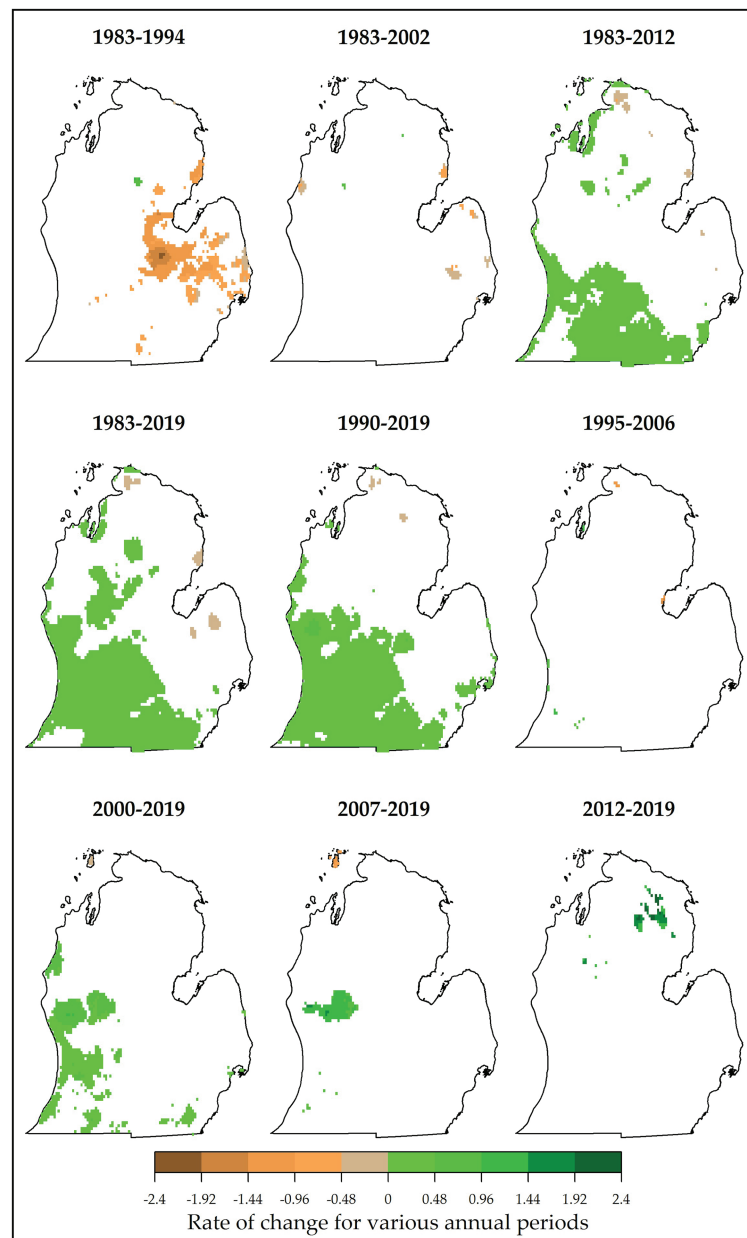 1983-1994 1983-2002 1983-2012
1983-2019 1990-2019 1995-2006
2000-2019 2007-2019 2012-2019
-2.4 -1.92 -1.44 -0.96 -0.48 0 0.48 0.96 1.44 1.92 2.4
Rate of change for various annual periods